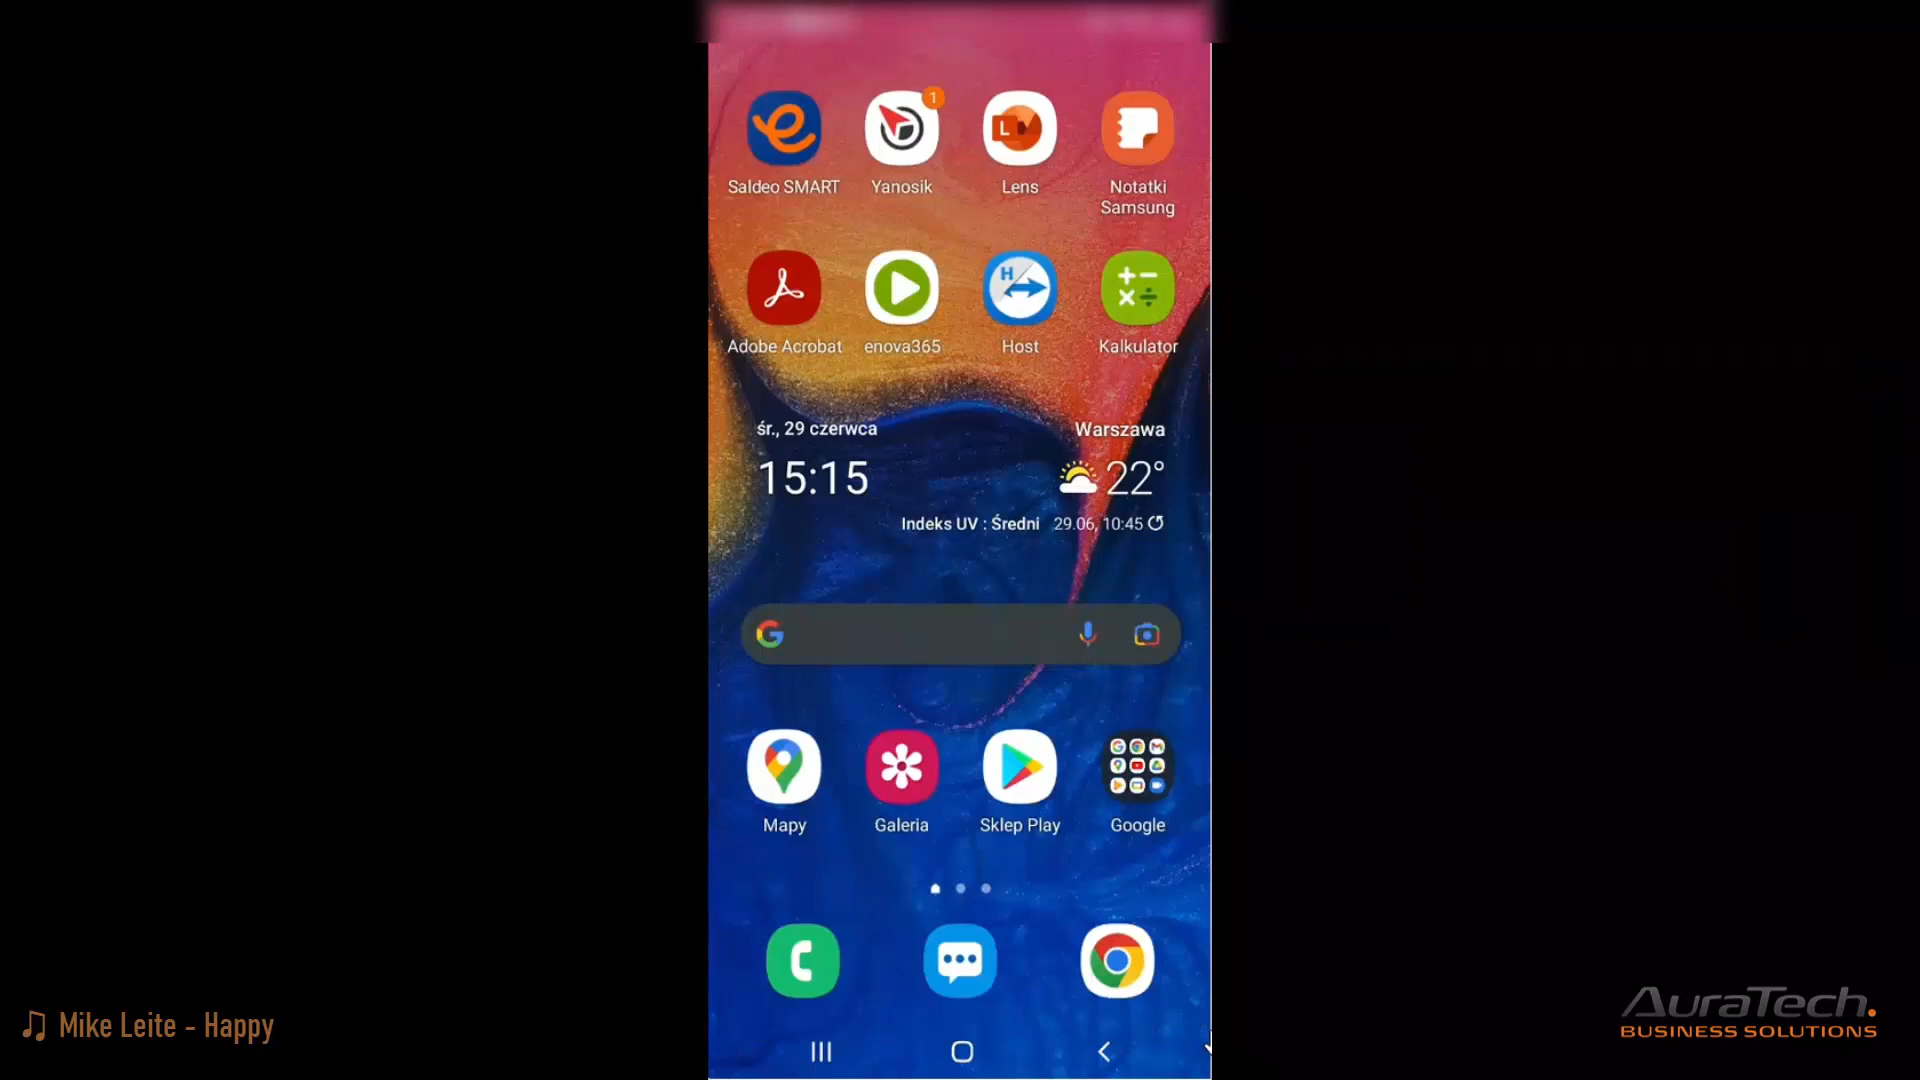 1
Saldeo SMART
Yanosik
L
Lens
Notatki
Samsung
Adobe Acrobat
enova365
H
Host
Kalkulator
śr., 29 czerwca
Warszawa
15:15
22°
Indeks UV : Średni 29.06, 10:45
Mapy
Galeria
Sklep Play
Google
Mike Leite - Happy
AuraTech.
BUSINESS SOLUTIONS